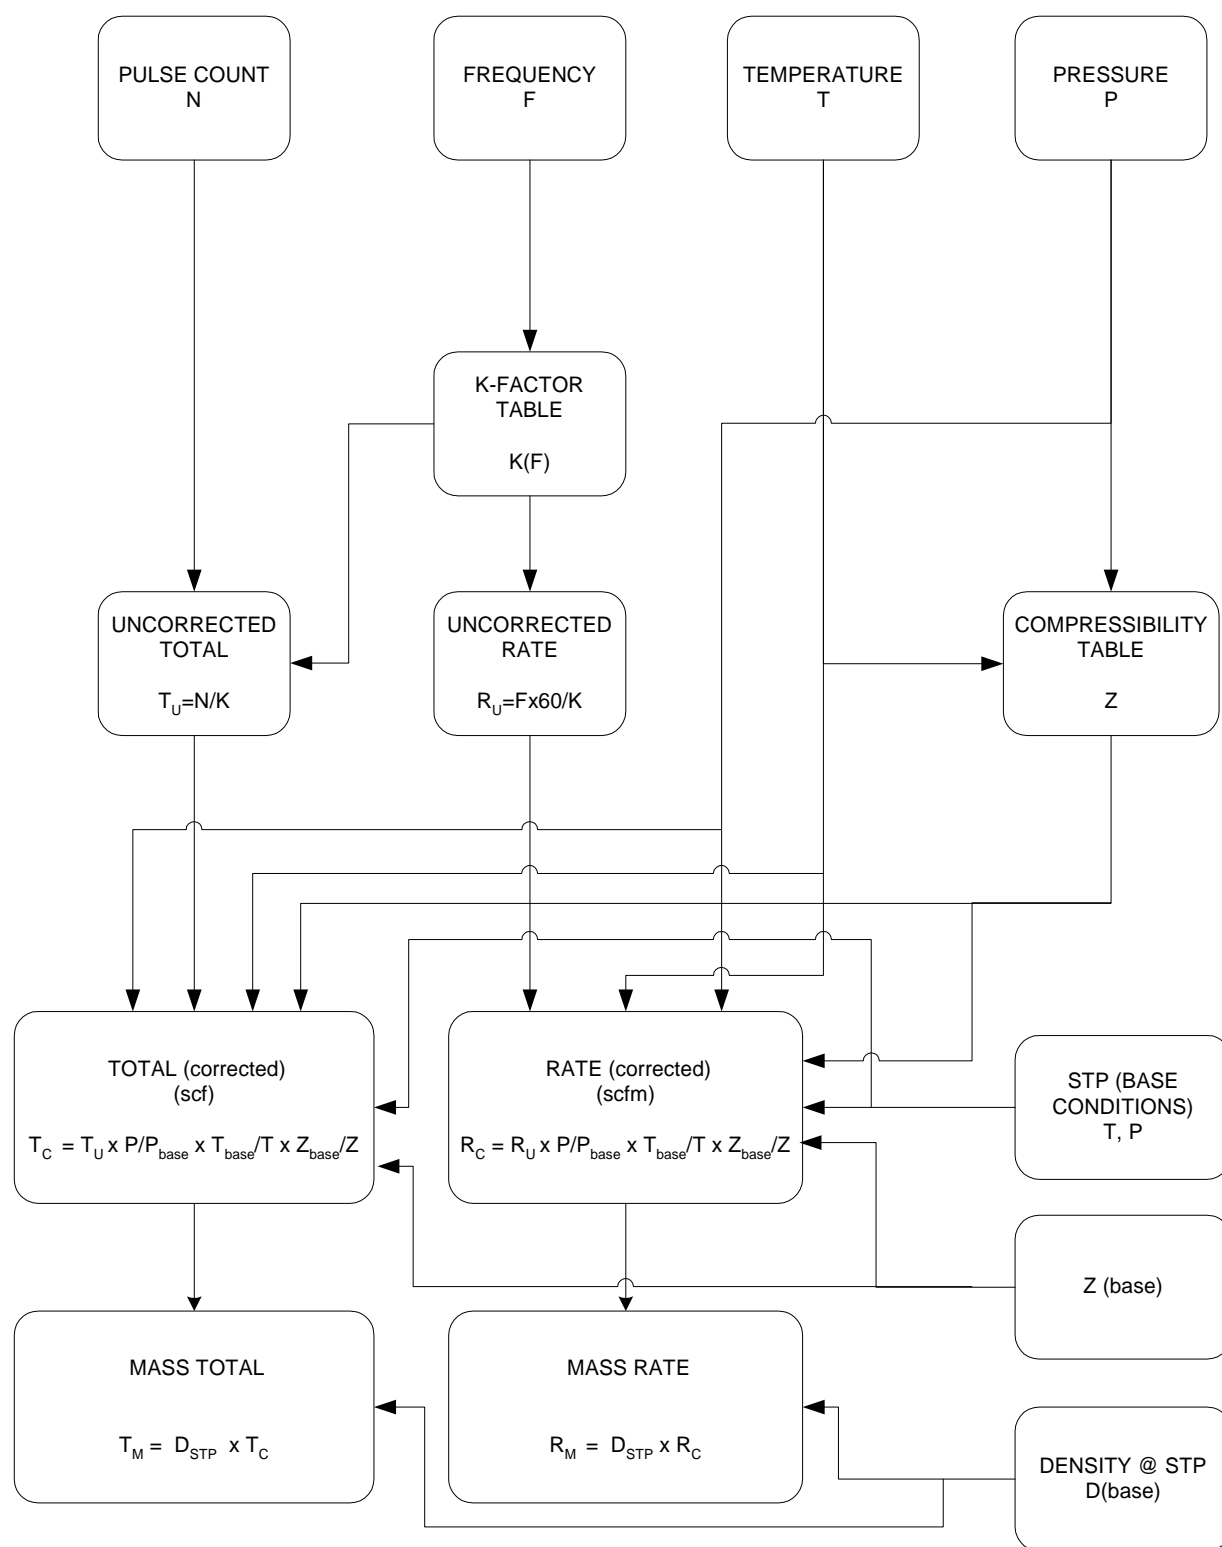 PULSE COUNT
N
FREQUENCY
F
TEMPERATURE
T
PRESSURE
P
K-FACTOR
TABLE
K(F)
UNCORRECTED
TOTAL
T_U=N/K
UNCORRECTED
RATE
R_U=Fx60/K
COMPRESSIBILITY
TABLE
Z
TOTAL (corrected)
(scf)
T_C = T_U x P/P_base x T_base/T x Z_base/Z
RATE (corrected)
(scfm)
R_C = R_U x P/P_base x T_base/T x Z_base/Z
STP (BASE
CONDITIONS)
T, P
Z (base)
MASS TOTAL
T_M = D_STP x T_C
MASS RATE
R_M = D_STP x R_C
DENSITY @ STP
D(base)